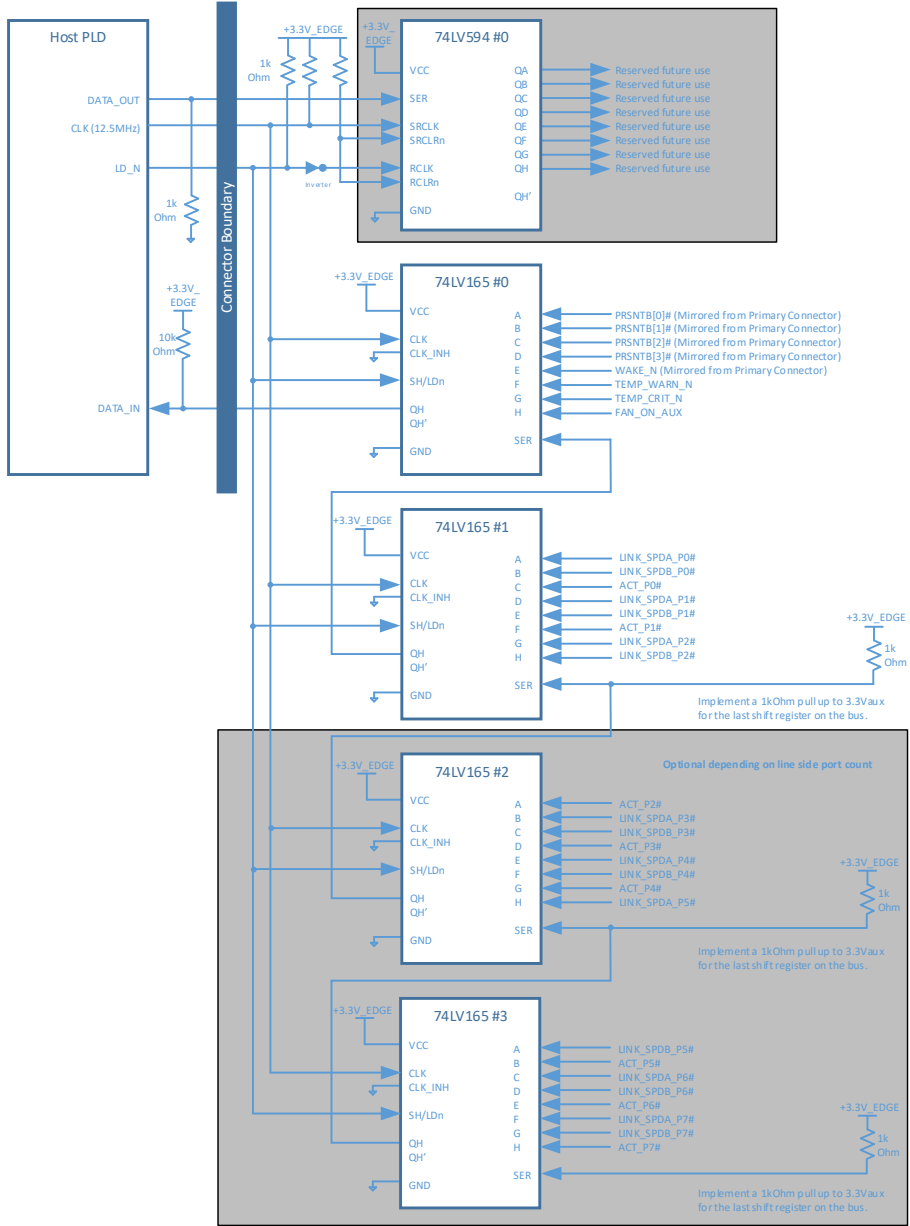 Host PLD
DATA_OUT
CLK (12.5MHz)
LD_N
1k
Ohm
+3.3V_
EDGE
10k
Ohm
DATA_IN
Connector Boundary
+3.3V_EDGE
1k
Ohm
Inverter
+3.3V_
EDGE
74LV594 #0
VCC
SER
SRCLK
SRCLRn
RCLK
RCLRn
GND
QA
QB
QC
QD
QE
QF
QG
QH
QH'
Reserved future use
Reserved future use
Reserved future use
Reserved future use
Reserved future use
Reserved future use
Reserved future use
Reserved future use
+3.3V_EDGE
74LV165 #0
VCC
CLK
CLK_INH
SH/LDn
QH
QH'
GND
A
B
C
D
E
F
G
H
SER
PRSNTB[0]# (Mirrored from Primary Connector)
PRSNTB[1]# (Mirrored from Primary Connector)
PRSNTB[2]# (Mirrored from Primary Connector)
PRSNTB[3]# (Mirrored from Primary Connector)
WAKE_N (Mirrored from Primary Connector)
TEMP_WARN_N
TEMP_CRIT_N
FAN_ON_AUX
+3.3V_EDGE
74LV165 #1
VCC
CLK
CLK_INH
SH/LDn
QH
QH'
GND
A
B
C
D
E
F
G
H
SER
LINK_SPDA_P0#
LINK_SPDB_P0#
ACT_P0#
LINK_SPDA_P1#
LINK_SPDB_P1#
ACT_P1#
LINK_SPDA_P2#
LINK_SPDB_P2#
+3.3V_EDGE
1k
Ohm
Implement a 1kOhm pull up to 3.3Vaux
for the last shift register on the bus.
Optional depending on line side port count
+3.3V_EDGE
74LV165 #2
VCC
CLK
CLK_INH
SH/LDn
QH
QH'
GND
A
B
C
D
E
F
G
H
SER
ACT_P2#
LINK_SPDA_P3#
LINK_SPDB_P3#
ACT_P3#
LINK_SPDA_P4#
LINK_SPDB_P4#
ACT_P4#
LINK_SPDA_P5#
+3.3V_EDGE
1k
Ohm
Implement a 1kOhm pull up to 3.3Vaux
for the last shift register on the bus.
+3.3V_EDGE
74LV165 #3
VCC
CLK
CLK_INH
SH/LDn
QH
QH'
GND
A
B
C
D
E
F
G
H
SER
LINK_SPDB_P5#
ACT_P5#
LINK_SPDA_P6#
LINK_SPDB_P6#
ACT_P6#
LINK_SPDA_P7#
LINK_SPDB_P7#
ACT_P7#
+3.3V_EDGE
1k
Ohm
Implement a 1kOhm pull up to 3.3Vaux
for the last shift register on the bus.